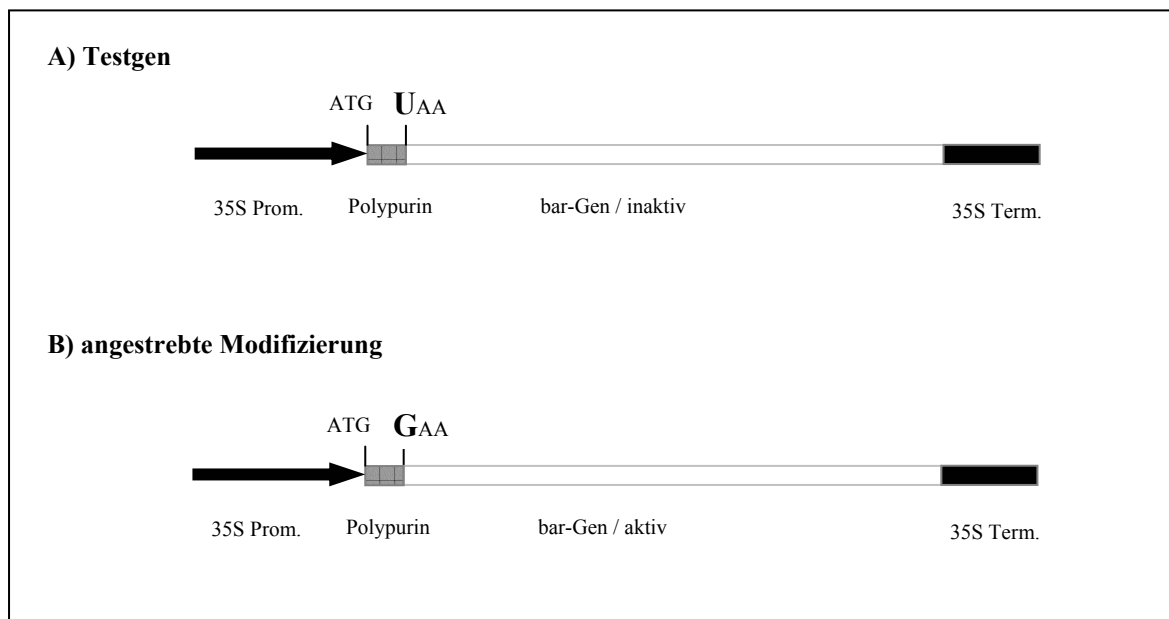 A) Testgen
ATG UAA
35S Prom. Polypurin bar-Gen / inaktiv 35S Term.
B) angestrebte Modifizierung
ATG GAA
35S Prom. Polypurin bar-Gen / aktiv 35S Term.